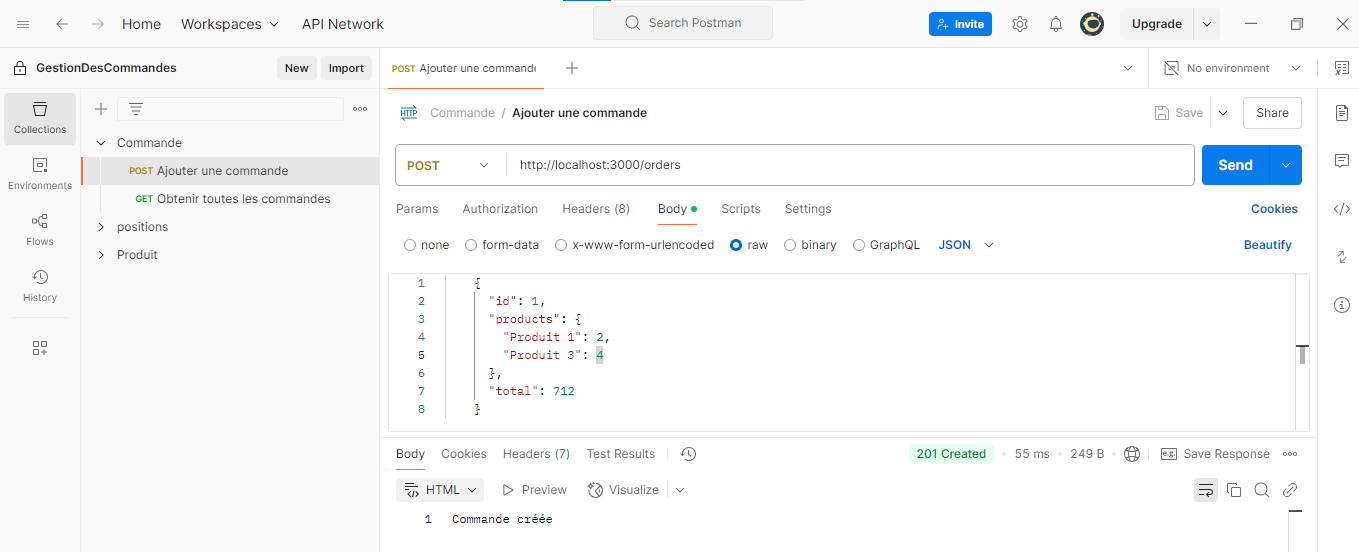 Home Workspaces API Network Search Postman Invite Upgrade
GestionDesCommandes New Import POST Ajouter une command No environment
Collections
Environments
Flows
History
Commande
POST Ajouter une commande
GET Obtenir toutes les commandes
positions
Produit
HTTP Commande / Ajouter une commande Save Share
POST http://localhost:3000/orders Send
Params Authorization Headers (8) Body Scripts Settings Cookies
none form-data x-www-form-urlencoded raw binary GraphQL JSON Beautify
1 {
2 "id": 1,
3 "products": {
4 "Produit 1": 2,
5 "Produit 3": 4
6 },
7 "total": 712
8 }
Body Cookies Headers (7) Test Results 201 Created 55 ms 249 B e.g. Save Response
HTML Preview Visualize
1 Commande créée